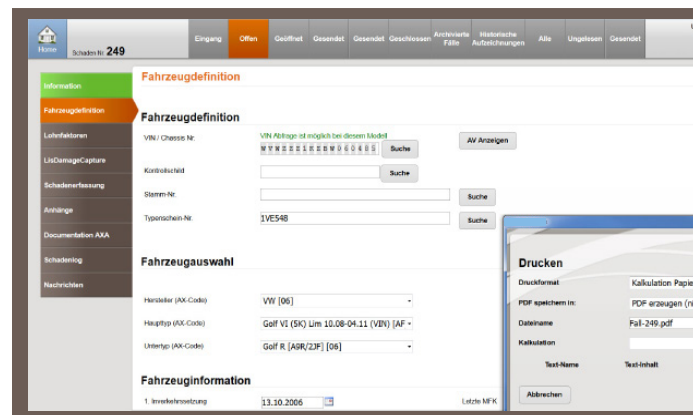 Home
Schaden Nr. 249
Eingang
Offen
Geöffnet
Gesendet
Gesendet
Geschlossen
Archivierte Fälle
Historische Aufzeichnungen
Alle
Ungelesen
Gesendet
Information
Fahrzeugdefinition
Lohnfaktoren
LisDamageCapture
Schadenerfassung
Anhänge
Documentation AXA
Schadenlog
Nachrichten
Fahrzeugdefinition
Fahrzeugdefinition
VIN / Chassis Nr.
VIN Abfrage ist möglich bei diesem Modell
Suche
AV Anzeigen
Kontrollschild
Suche
Stamm-Nr.
Suche
Typenschein-Nr.
1VE548
Suche
Fahrzeugauswahl
Hersteller (AX-Code)
VW [06]
Haupttyp (AX-Code)
Golf VI (5K) Lim 10.08-04.11 (VIN) [AF
Untertyp (AX-Code)
Golf R [A9R/2JF] [06]
Fahrzeuginformation
1. Inverkehrssetzung
13.10.2006
Letzte MFK
Drucken
Druckformat
Kalkulation Papie
PDF speichern in:
PDF erzeugen (ni
Dateiname
Fall-249.pdf
Kalkulation
Text-Name
Text-Inhalt
Abbrechen